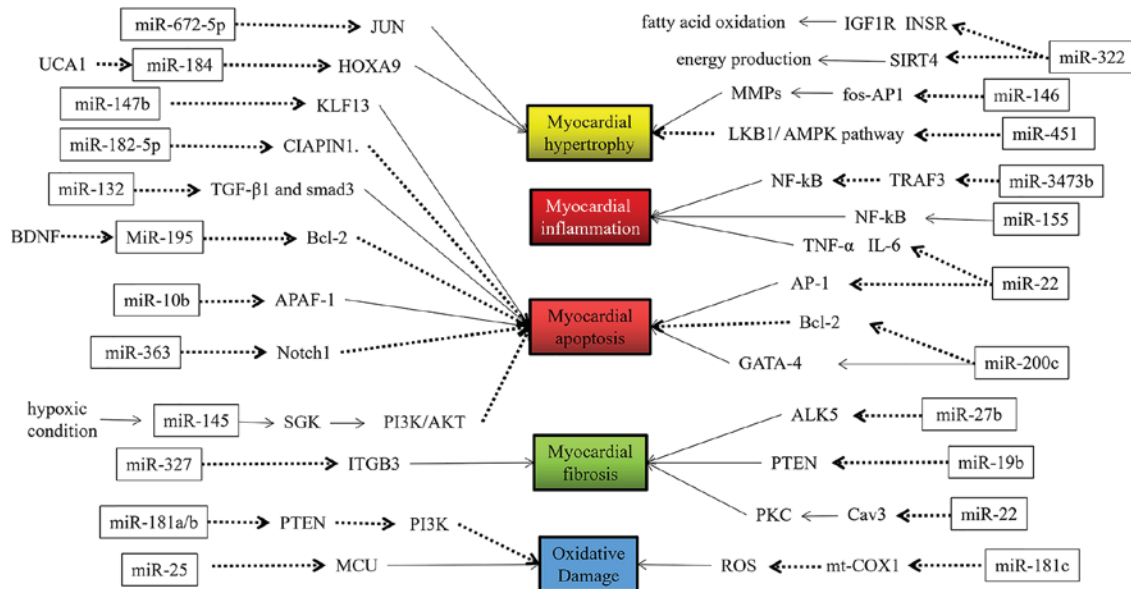 miR-672-5p JUN fatty acid oxidation IGF1R INSR
UCA1 miR-184 HOXA9 energy production SIRT4 miR-322
miR-147b KLF13 MMPs fos-AP1 miR-146
Myocardial hypertrophy
miR-182-5p CIAPIN1. LKB1/ AMPK pathway miR-451
miR-132 TGF-β1 and smad3 NF-kB TRAF3 miR-3473b
Myocardial inflammation
NF-kB miR-155
BDNF MiR-195 Bcl-2 TNF-α IL-6
miR-10b APAF-1 AP-1 miR-22
Myocardial apoptosis
Bcl-2
miR-363 Notch1 GATA-4 miR-200c
hypoxic condition miR-145 SGK PI3K/AKT ALK5 miR-27b
miR-327 ITGB3 Myocardial fibrosis PTEN miR-19b
miR-181a/b PTEN PI3K PKC Cav3 miR-22
miR-25 MCU Oxidative Damage ROS mt-COX1 miR-181c